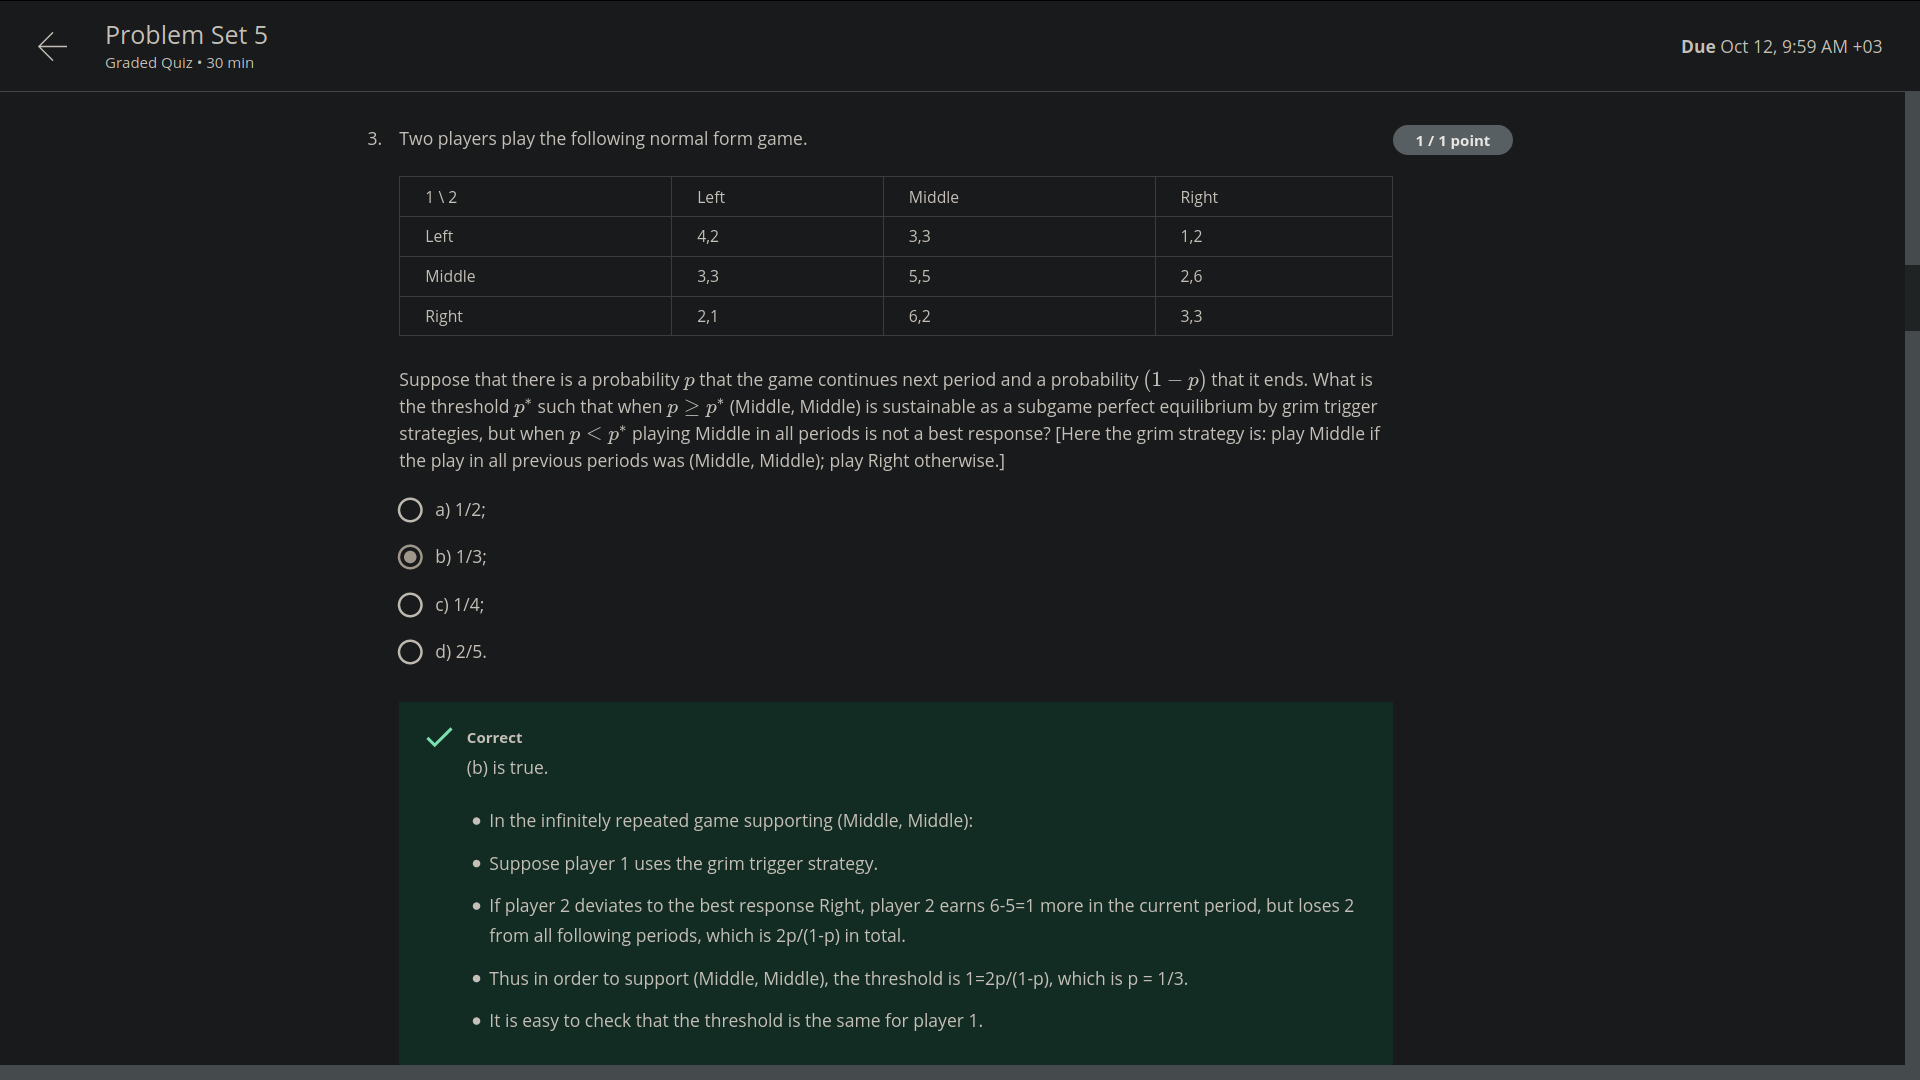 Problem Set 5
Graded Quiz • 30 min
Due Oct 12, 9:59 AM +03
3. Two players play the following normal form game.
1 / 1 point
1 \ 2 Left Middle Right
Left 4,2 3,3 1,2
Middle 3,3 5,5 2,6
Right 2,1 6,2 3,3
Suppose that there is a probability p that the game continues next period and a probability (1 − p) that it ends. What is
the threshold p* such that when p ≥ p* (Middle, Middle) is sustainable as a subgame perfect equilibrium by grim trigger
strategies, but when p < p* playing Middle in all periods is not a best response? [Here the grim strategy is: play Middle if
the play in all previous periods was (Middle, Middle); play Right otherwise.]
a) 1/2;
b) 1/3;
c) 1/4;
d) 2/5.
Correct
(b) is true.
• In the infinitely repeated game supporting (Middle, Middle):
• Suppose player 1 uses the grim trigger strategy.
• If player 2 deviates to the best response Right, player 2 earns 6-5=1 more in the current period, but loses 2
from all following periods, which is 2p/(1-p) in total.
• Thus in order to support (Middle, Middle), the threshold is 1=2p/(1-p), which is p = 1/3.
• It is easy to check that the threshold is the same for player 1.